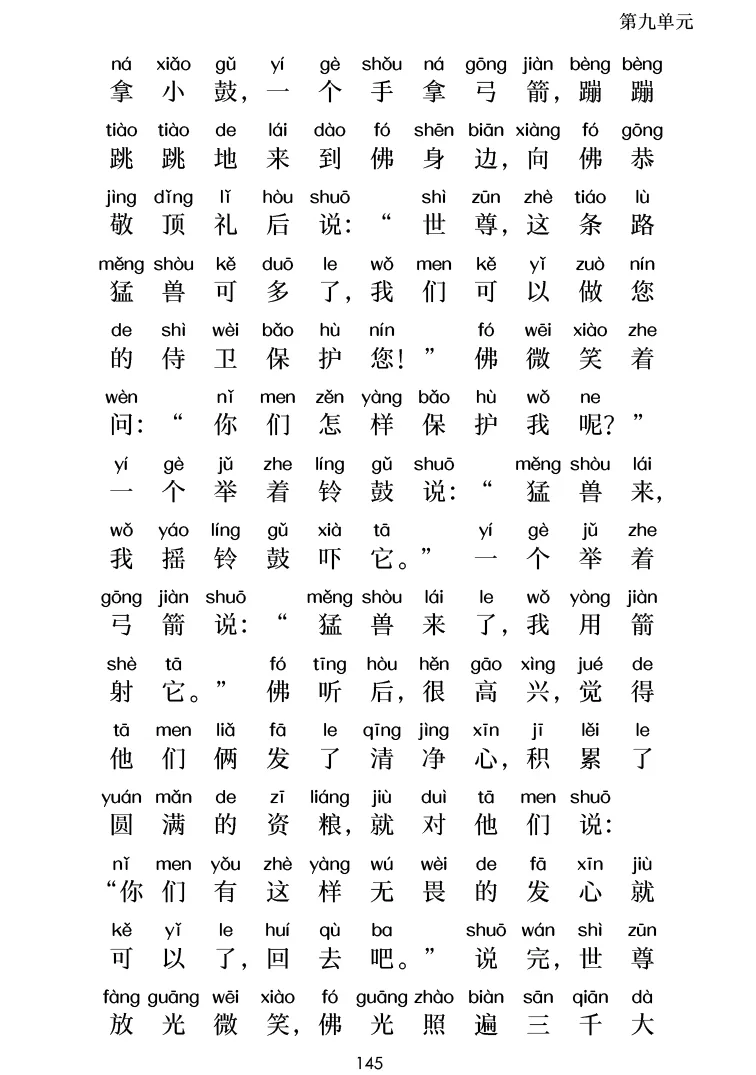 第九单元
ná xiǎo gǔ yí gè shǒu ná gōng jiàn bèng bèng
拿小鼓，一个手拿弓箭，蹦蹦
tiào tiào de lái dào fó shēn biān xiàng fó gōng
跳跳地来到佛身边，向佛恭
jìng dǐng lǐ hòu shuō shì zūn zhè tiáo lù
敬顶礼后说：“世尊，这条路
měng shòu kě duō le wǒ men kě yǐ zuò nín
猛兽可多了，我们可以做您
de shì wèi bǎo hù nín fó wēi xiào zhe
的侍卫保护您！”佛微笑着
wèn nǐ men zěn yàng bǎo hù wǒ ne
问：“你们怎样保护我呢？”
yí gè jǔ zhe líng gǔ shuō měng shòu lái
一个举着铃鼓说：“猛兽来，
wǒ yáo líng gǔ xià tā yí gè jǔ zhe
我摇铃鼓吓它。”一个举着
gōng jiàn shuō měng shòu lái le wǒ yòng jiàn
弓箭说：“猛兽来了，我用箭
shè tā fó tīng hòu hěn gāo xìng jué de
射它。”佛听后，很高兴，觉得
tā men liǎ fā le qīng jìng xīn jī lěi le
他们俩发了清净心，积累了
yuán mǎn de zī liáng jiù duì tā men shuō
圆满的资粮，就对他们说：
nǐ men yǒu zhè yàng wú wèi de fā xīn jiù
“你们有这样无畏的发心就
kě yǐ le huí qù ba shuō wán shì zūn
可以了，回去吧。”说完，世尊
fàng guāng wēi xiào fó guāng zhào biàn sān qiān dà
放光微笑，佛光照遍三千大
145